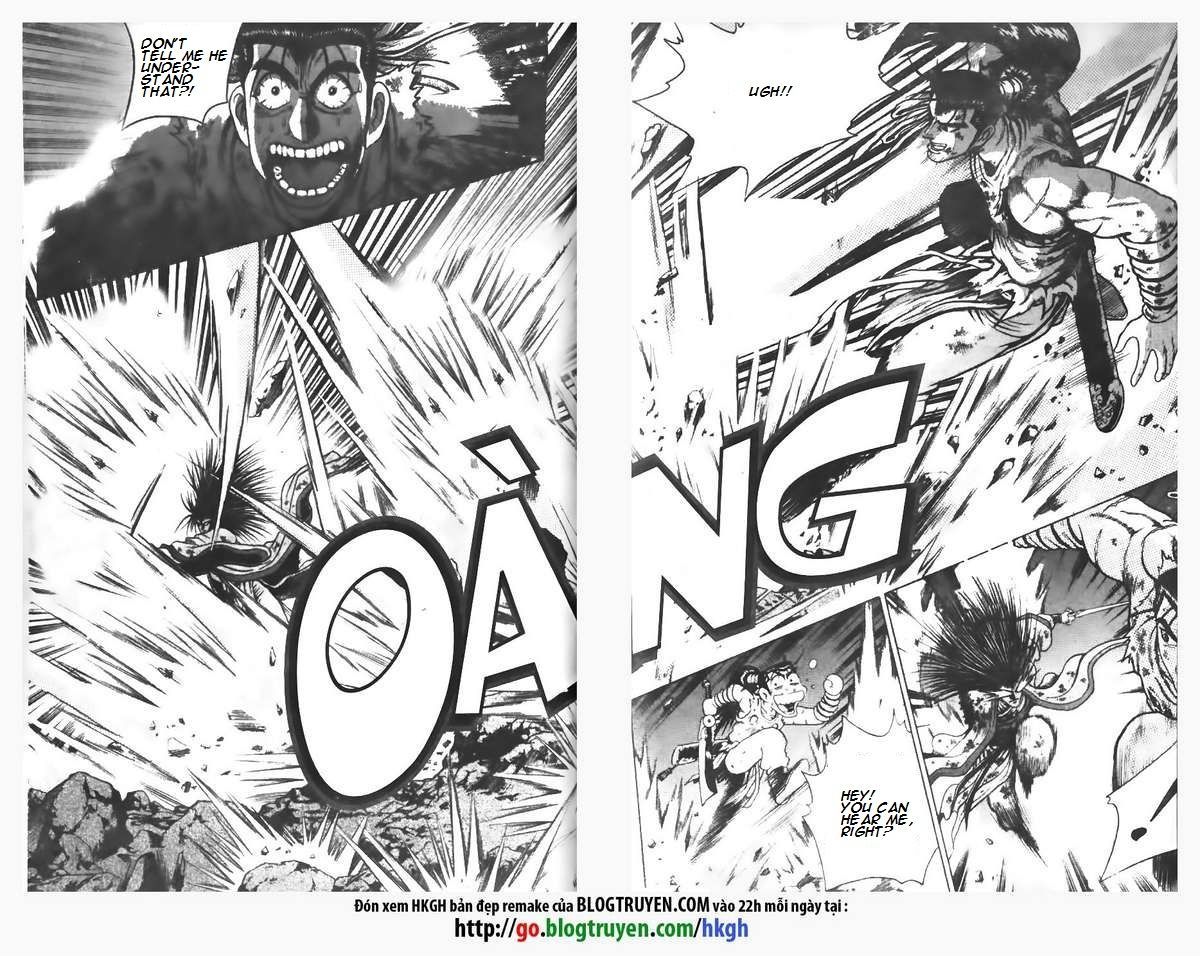 DON'T
TELL ME HE
UNDER-
STAND
THAT?!
UGH!!
OÀNG
HEY!
YOU CAN
HEAR ME,
RIGHT?
Đón xem HKGH bản đẹp remake của BLOGTRUYEN.COM vào 22h mỗi ngày tại :
http://go.blogtruyen.com/hkgh